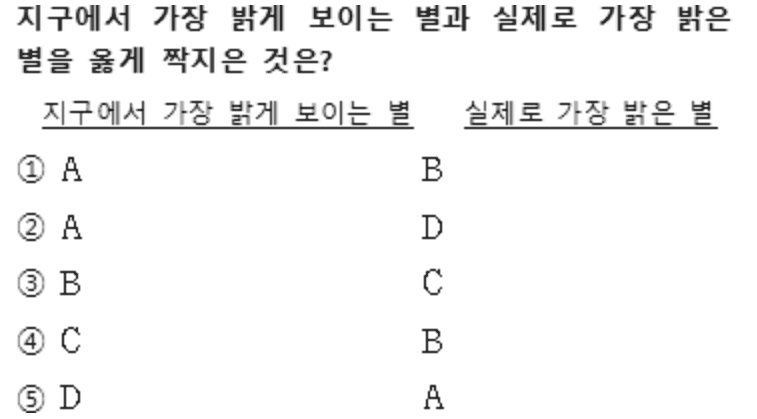 지구에서 가장 밝게 보이는 별과 실제로 가장 밝은
별을 옳게 짝지은 것은?
지구에서 가장 밝게 보이는 별 실제로 가장 밝은 별
① A B
② A D
③ B C
④ C B
⑤ D A